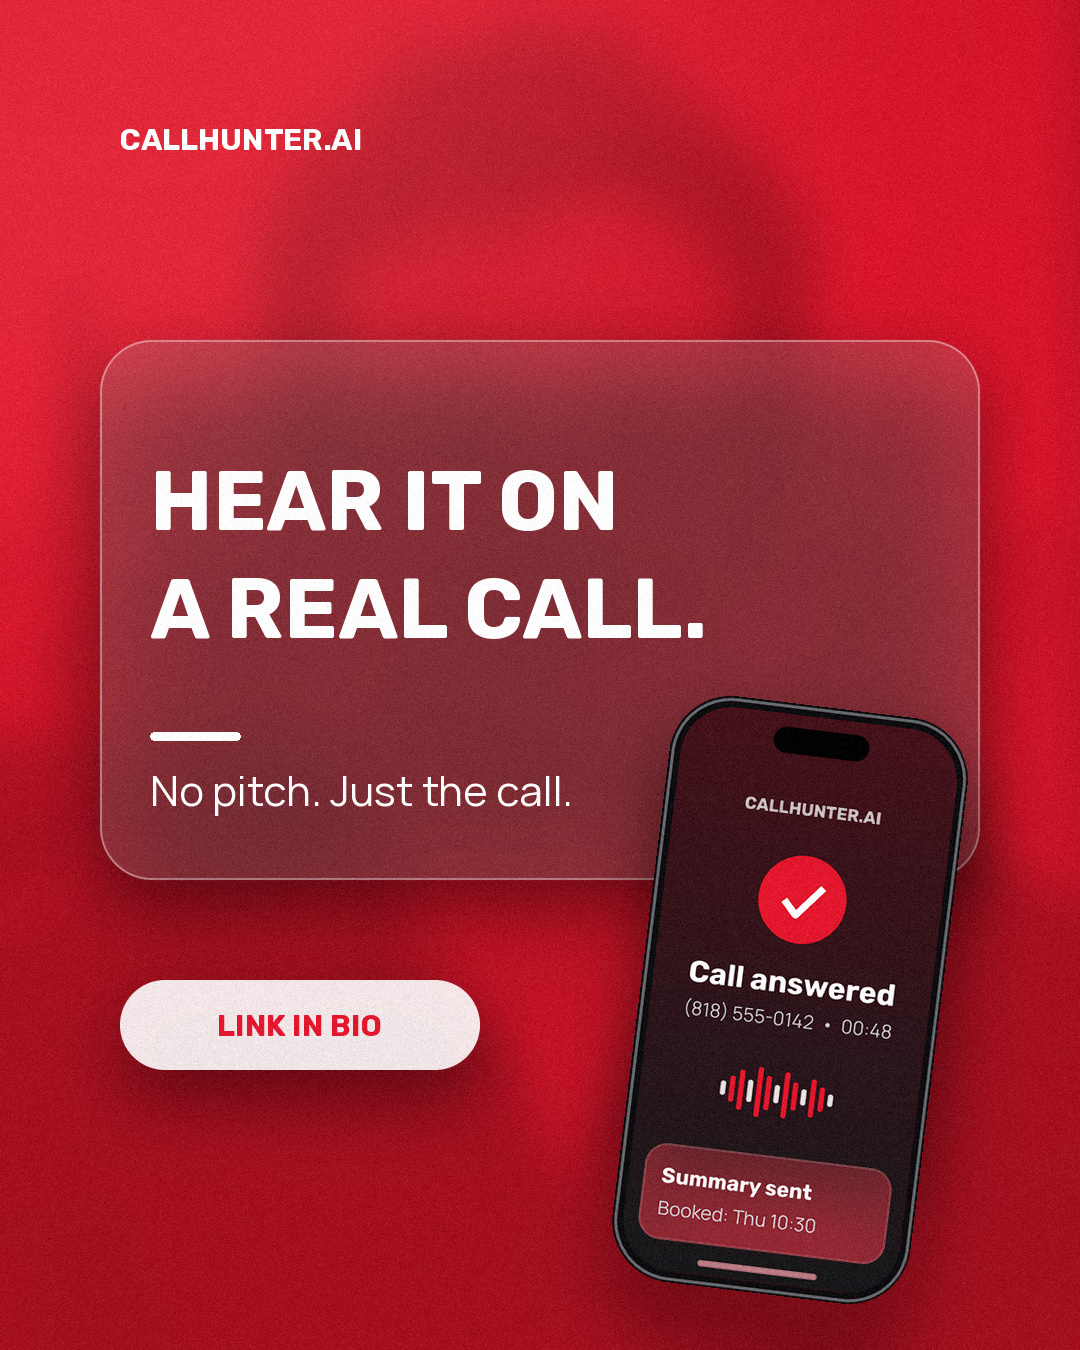 CALLHUNTER.AI
HEAR IT ON
A REAL CALL.
No pitch. Just the call.
LINK IN BIO
CALLHUNTER.AI
Call answered
(818) 555-0142 • 00:48
Summary sent
Booked: Thu 10:30